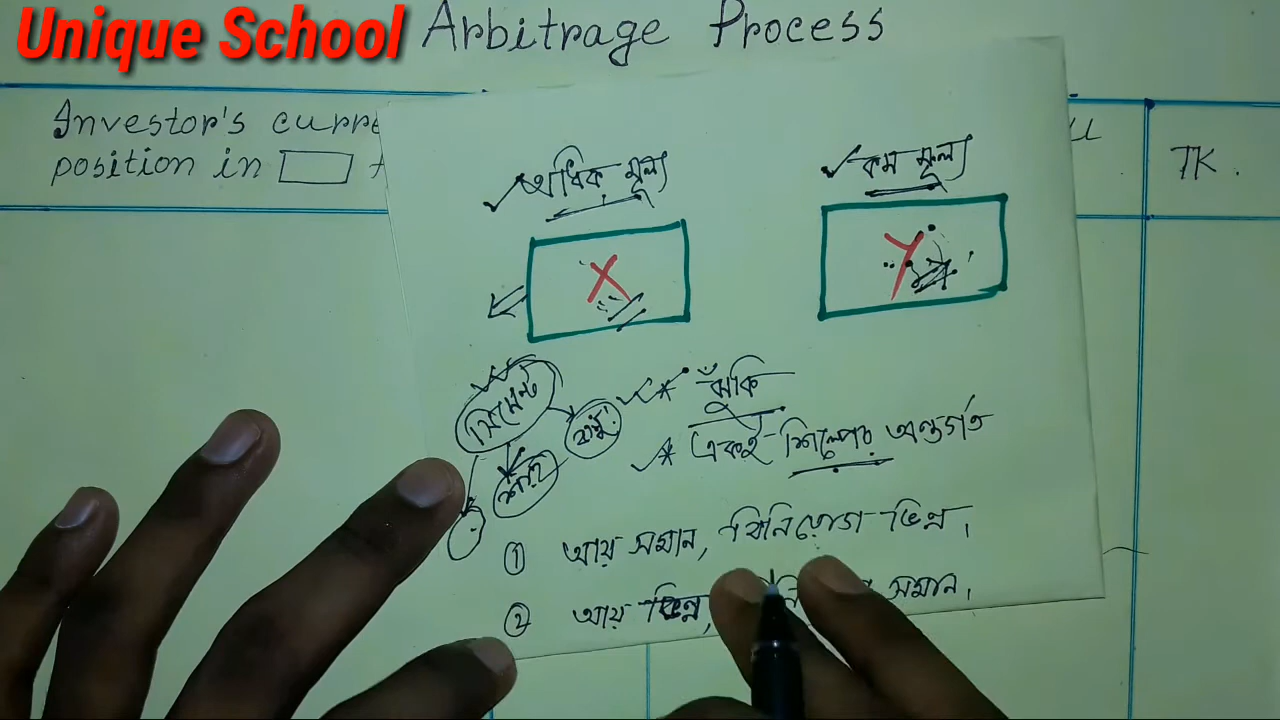 Unique School Arbitrage Process
Investor's curre
position in
TK.
অধিক মূল্য
কম মূল্য
X
Y
সিমেন্ট
ঝুঁকি
একই শিল্পের অন্তর্গত
① আয় সমান, বিনিয়োগ ভিন্ন।
② আয় ভিন্ন, সমান।